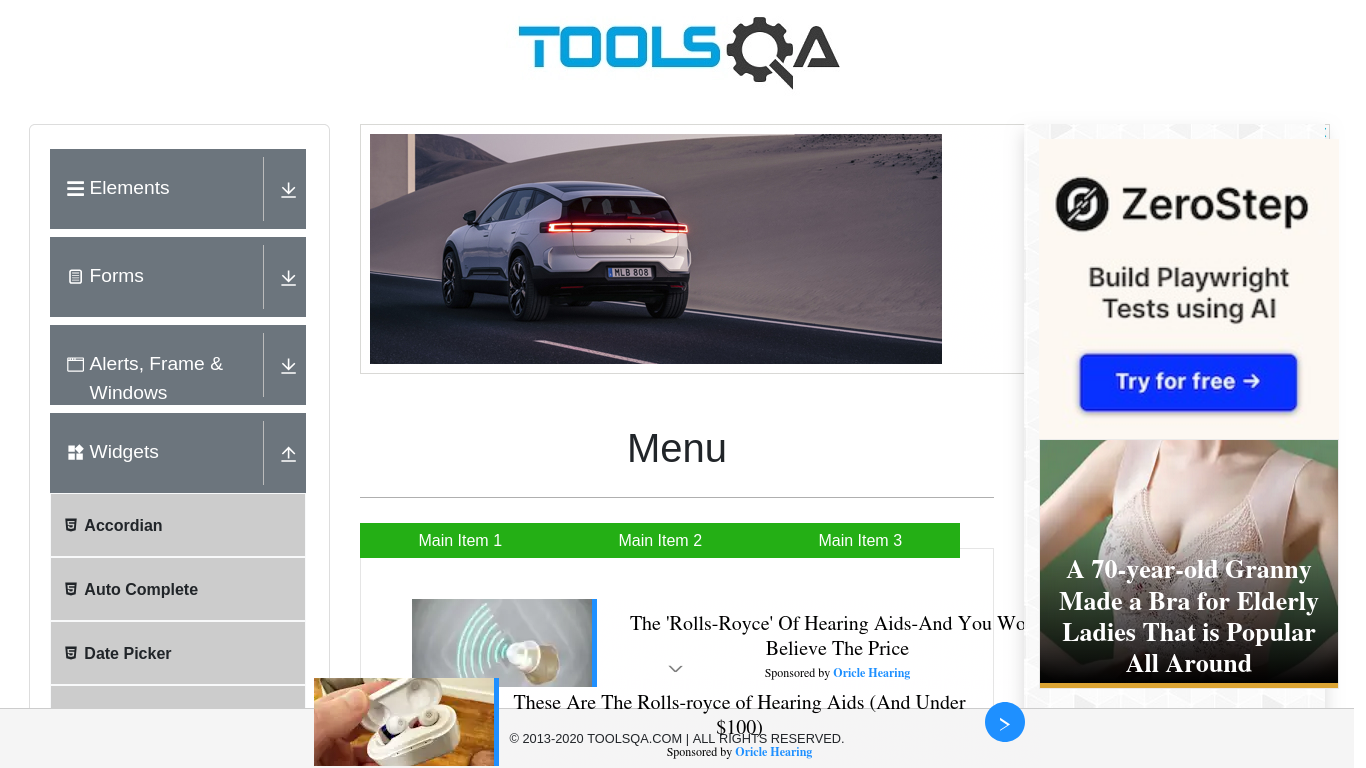 TOOLSQA
Elements
Forms
Alerts, Frame &
Windows
Widgets
Accordian
Auto Complete
Date Picker
MLB 808
Menu
Main Item 1
Main Item 2
Main Item 3
The 'Rolls-Royce' Of Hearing Aids-And You Wo
Believe The Price
Sponsored by Oricle Hearing
These Are The Rolls-royce of Hearing Aids (And Under
$100)
© 2013-2020 TOOLSQA.COM | ALL RIGHTS RESERVED.
Sponsored by Oricle Hearing
ZeroStep
Build Playwright
Tests using AI
Try for free →
A 70-year-old Granny
Made a Bra for Elderly
Ladies That is Popular
All Around